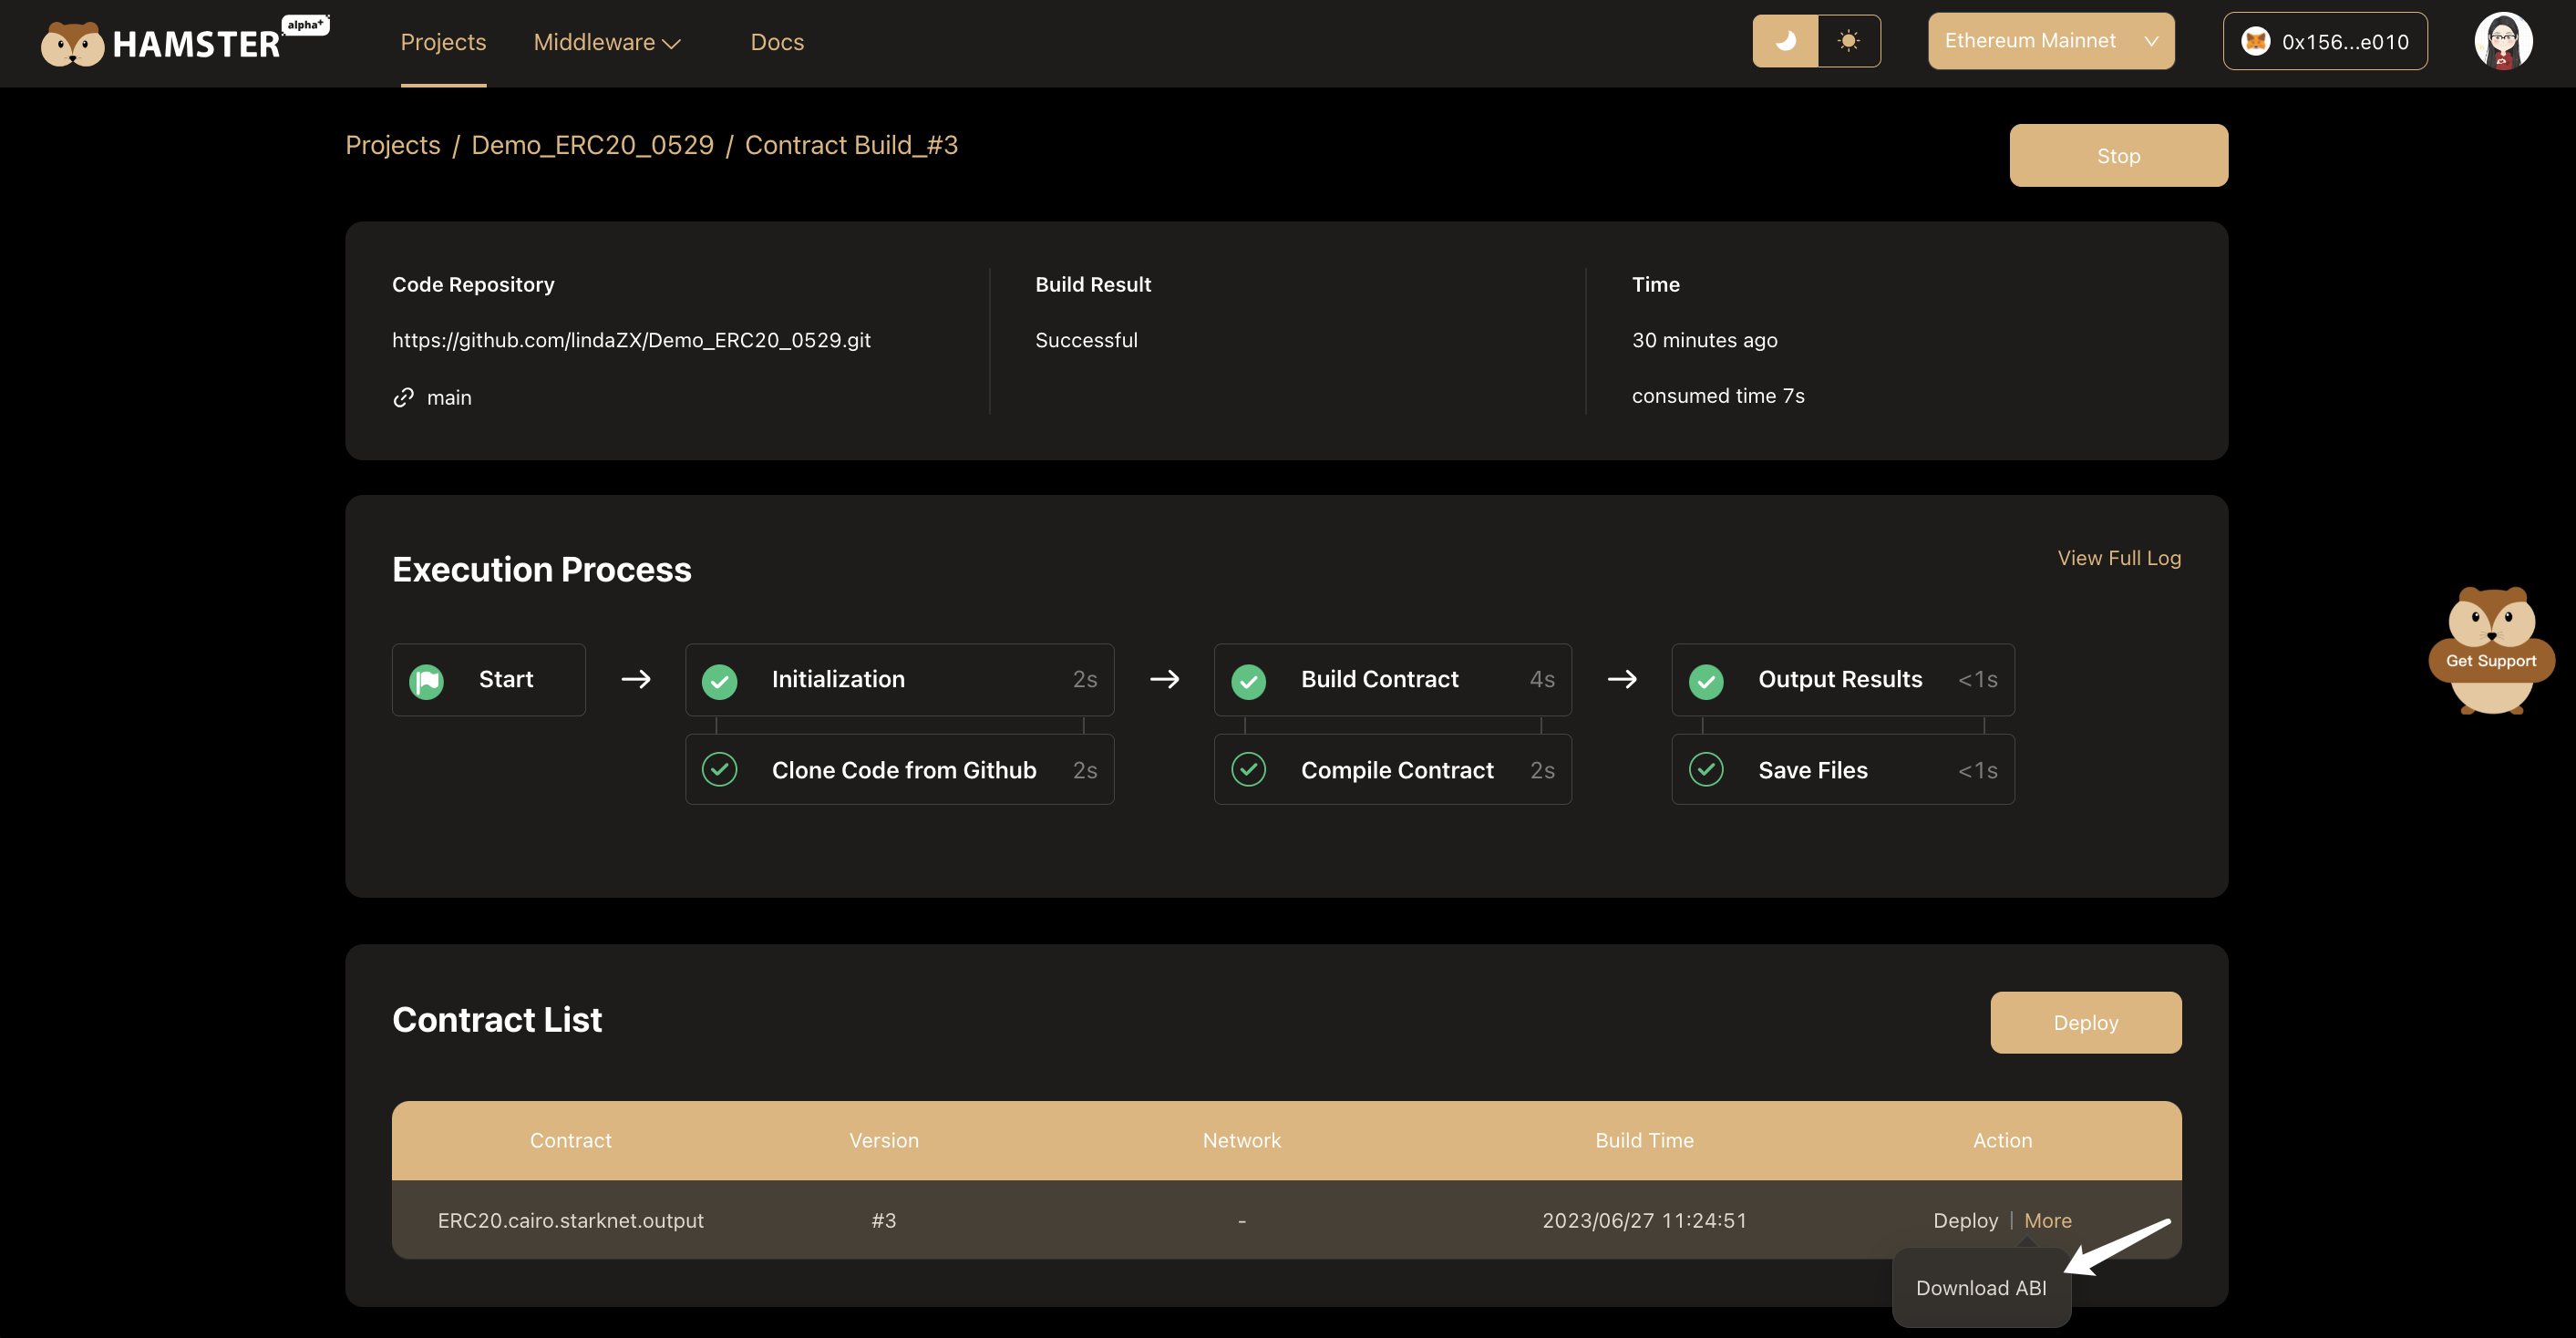 HAMSTER alpha+ Projects Middleware Docs Ethereum Mainnet 0x156...e010
Projects / Demo_ERC20_0529 / Contract Build_#3 Stop
Code Repository Build Result Time
https://github.com/lindaZX/Demo_ERC20_0529.git Successful 30 minutes ago
main consumed time 7s
Execution Process View Full Log
Start Initialization 2s Build Contract 4s Output Results <1s
Clone Code from Github 2s Compile Contract 2s Save Files <1s
Get Support
Contract List Deploy
Contract Version Network Build Time Action
ERC20.cairo.starknet.output #3 - 2023/06/27 11:24:51 Deploy | More
Download ABI